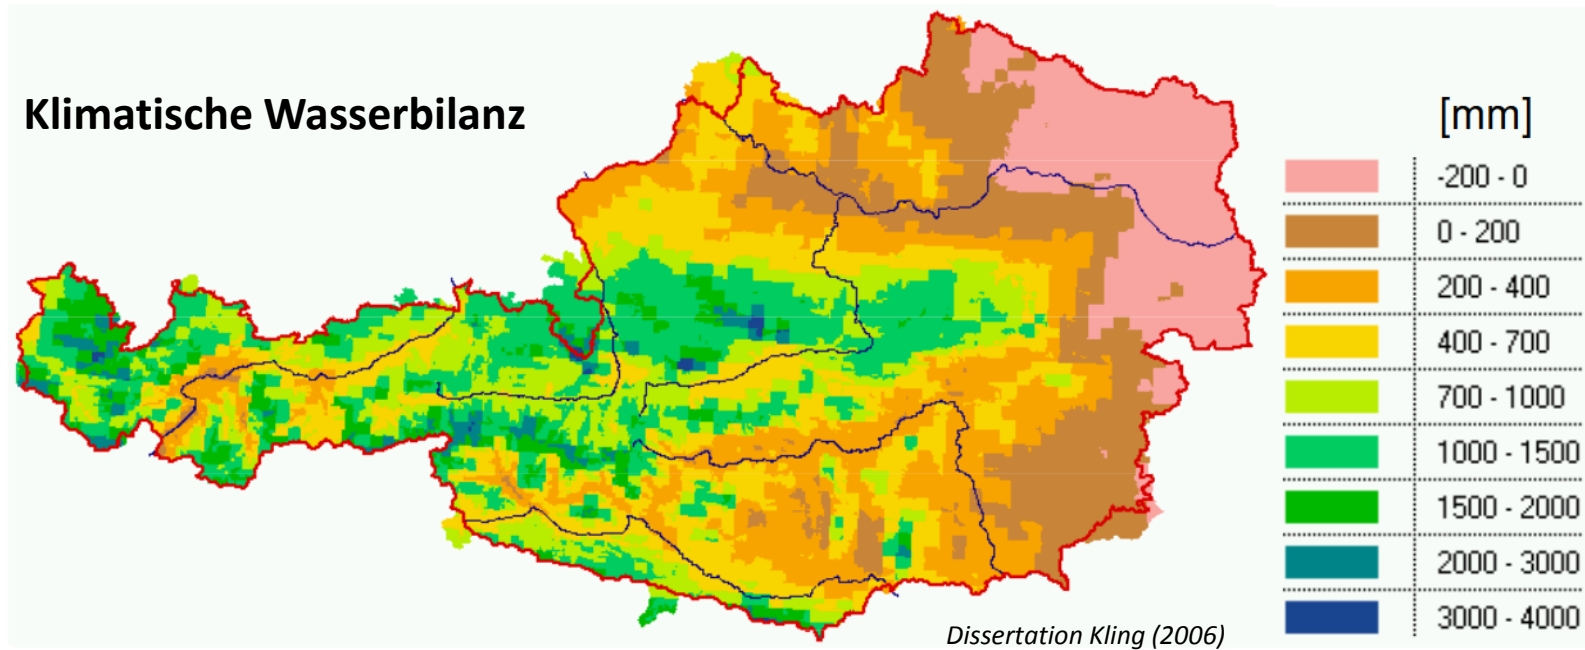 Klimatische Wasserbilanz
[mm]
-200 - 0
0 - 200
200 - 400
400 - 700
700 - 1000
1000 - 1500
1500 - 2000
2000 - 3000
3000 - 4000
Dissertation Kling (2006)